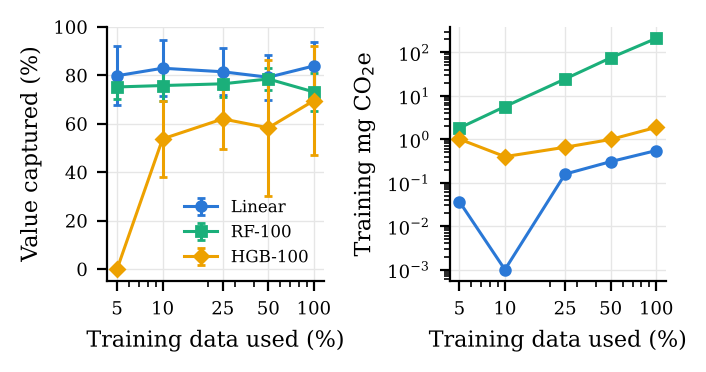 Value captured (%)
100
80
60
40
20
0
5 10 25 50 100
Training data used (%)
Linear
RF-100
HGB-100
Training mg CO₂e
10²
10¹
10⁰
10⁻¹
10⁻²
10⁻³
5 10 25 50 100
Training data used (%)